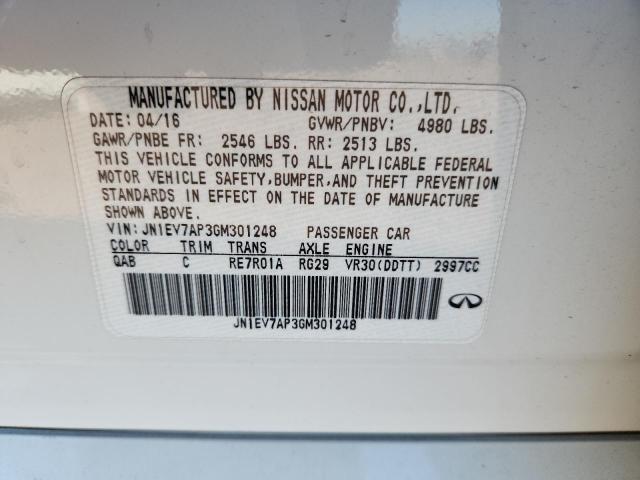 MANUFACTURED BY NISSAN MOTOR CO.,LTD.
DATE: 04/16 GVWR/PNBV: 4980 LBS.
GAWR/PNBE FR: 2546 LBS. RR: 2513 LBS.
THIS VEHICLE CONFORMS TO ALL APPLICABLE FEDERAL
MOTOR VEHICLE SAFETY,BUMPER,AND THEFT PREVENTION
STANDARDS IN EFFECT ON THE DATE OF MANUFACTURE
SHOWN ABOVE.
VIN: JN1EV7AP3GM301248 PASSENGER CAR
COLOR TRIM TRANS AXLE ENGINE
QAB C RE7R01A RG29 VR30(DDTT) 2997CC
JN1EV7AP3GM301248